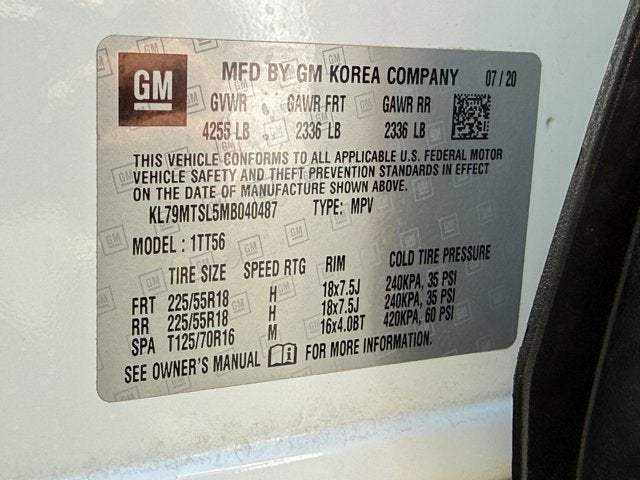 GM MFD BY GM KOREA COMPANY 07/20
GVWR GAWR FRT GAWR RR
4255 LB 2336 LB 2336 LB
THIS VEHICLE CONFORMS TO ALL APPLICABLE U.S. FEDERAL MOTOR
VEHICLE SAFETY AND THEFT PREVENTION STANDARDS IN EFFECT
ON THE DATE OF MANUFACTURE SHOWN ABOVE.
KL79MTSL5MB040487 TYPE: MPV
MODEL : 1TT56
TIRE SIZE SPEED RTG RIM COLD TIRE PRESSURE
FRT 225/55R18 H 18x7.5J 240KPA, 35 PSI
RR 225/55R18 H 18x7.5J 240KPA, 35 PSI
SPA T125/70R16 M 16x4.0BT 420KPA, 60 PSI
SEE OWNER'S MANUAL FOR MORE INFORMATION.